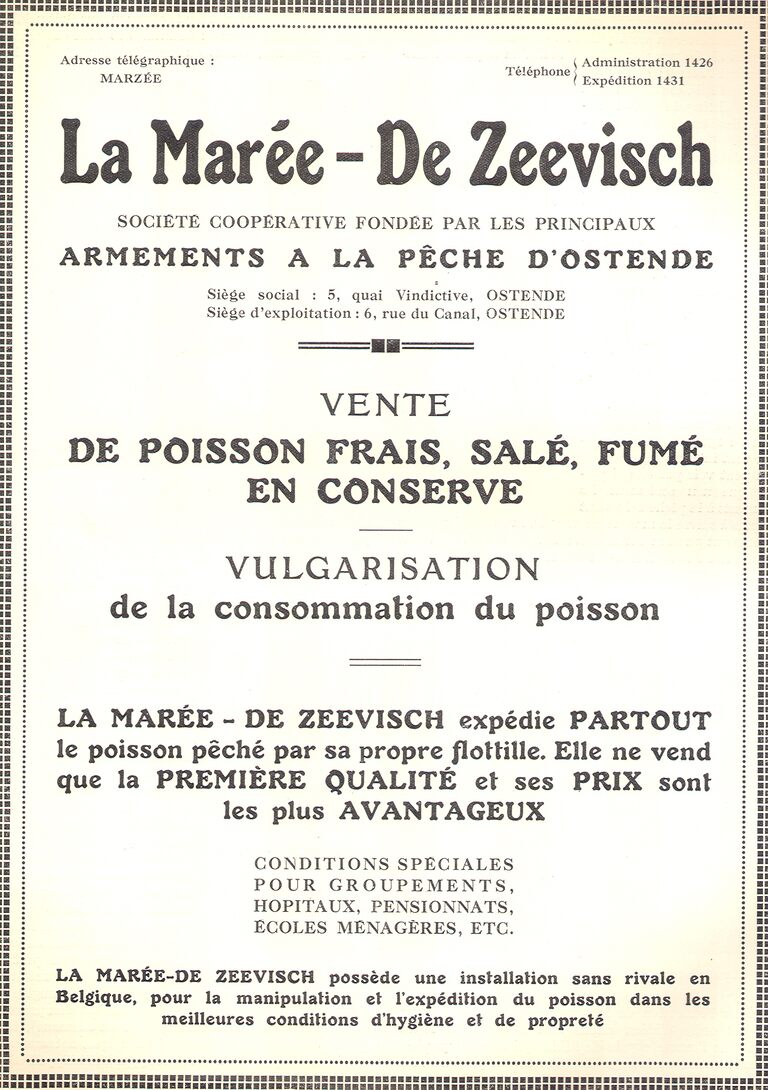 Adresse télégraphique :
MARZÉE
Téléphone { Administration 1426
Expédition 1431
La Marée - De Zeevisch
SOCIÉTÉ COOPÉRATIVE FONDÉE PAR LES PRINCIPAUX
ARMEMENTS A LA PÊCHE D'OSTENDE
Siège social : 5, quai Vindictive, OSTENDE
Siège d'exploitation : 6, rue du Canal, OSTENDE
VENTE
DE POISSON FRAIS, SALÉ, FUMÉ
EN CONSERVE
VULGARISATION
de la consommation du poisson
LA MARÉE - DE ZEEVISCH expédie PARTOUT
le poisson pêché par sa propre flottille. Elle ne vend
que la PREMIÈRE QUALITÉ et ses PRIX sont
les plus AVANTAGEUX
CONDITIONS SPÉCIALES
POUR GROUPEMENTS,
HOPITAUX, PENSIONNATS,
ÉCOLES MÉNAGÈRES, ETC.
LA MARÉE-DE ZEEVISCH possède une installation sans rivale en
Belgique, pour la manipulation et l'expédition du poisson dans les
meilleures conditions d'hygiène et de propreté